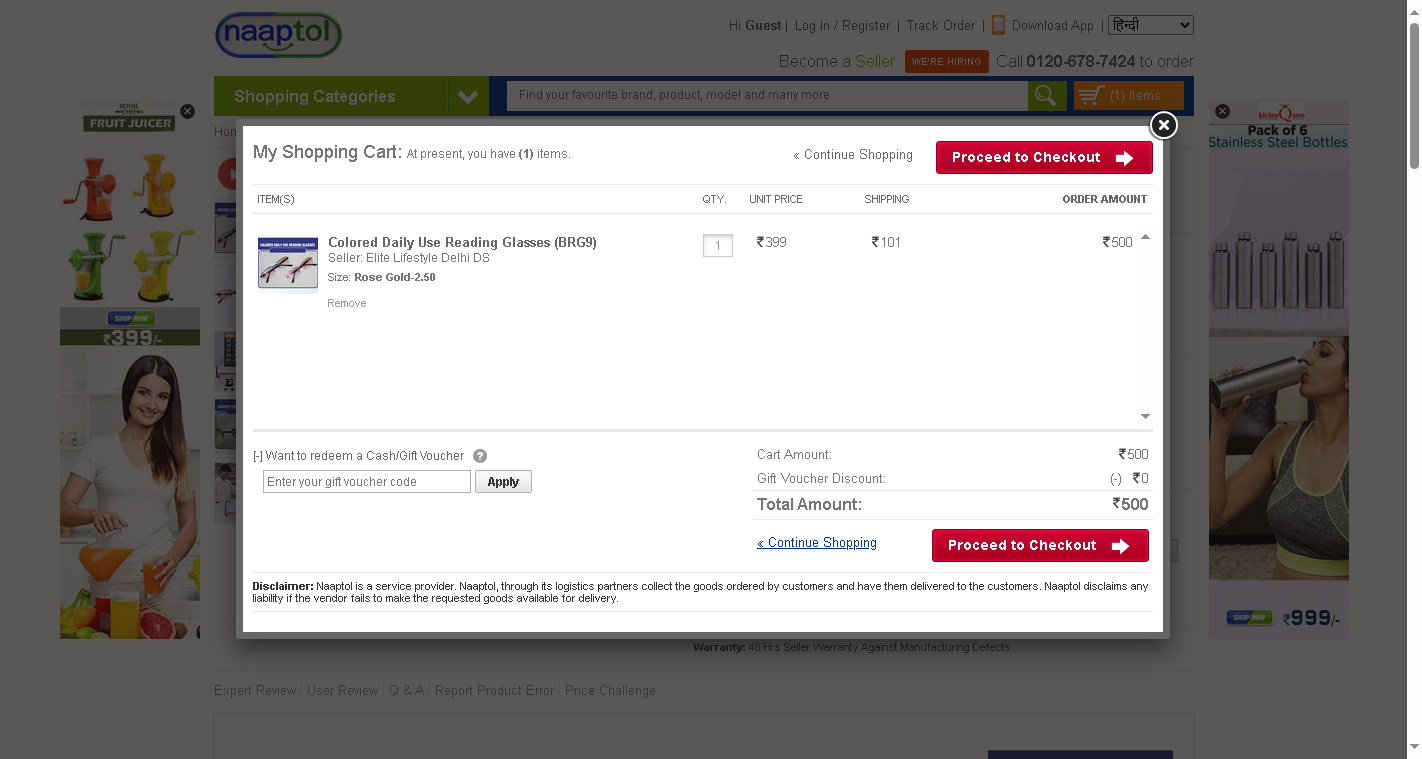 naaptol
Hi Guest | Log In / Register | Track Order | Download App | हिन्दी
Become a Seller WE'RE HIRING Call 0120-678-7424 to order
Shopping Categories
Find your favourite brand, product, model and many more
(1) Items
ROYAL CHEF
FRUIT JUICER
SHOP NOW
₹399/-
Kitchen Queen
Pack of 6
Stainless Steel Bottles
SHOP NOW ₹999/-
My Shopping Cart: At present, you have (1) items.
« Continue Shopping
Proceed to Checkout
ITEM(S) QTY. UNIT PRICE SHIPPING ORDER AMOUNT
COLORED DAILY USE READING GLASSES
Colored Daily Use Reading Glasses (BRG9) 1 ₹399 ₹101 ₹500
Seller: Elite Lifestyle Delhi DS
Size: Rose Gold-2.50
Remove
[-] Want to redeem a Cash/Gift Voucher ?
Enter your gift voucher code Apply
Cart Amount: ₹500
Gift Voucher Discount: (-) ₹0
Total Amount: ₹500
« Continue Shopping Proceed to Checkout
Disclaimer: Naaptol is a service provider. Naaptol, through its logistics partners collect the goods ordered by customers and have them delivered to the customers. Naaptol disclaims any
liability if the vendor fails to make the requested goods available for delivery.
Warranty: 48 Hrs Seller Warranty Against Manufacturing Defects
Expert Review | User Review | Q & A | Report Product Error | Price Challenge